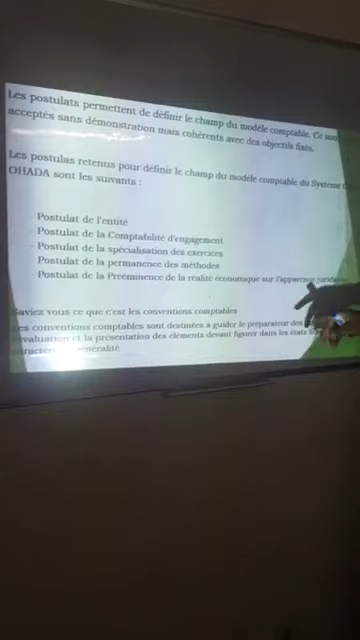 Les postulats permettent de définir le champ du modèle comptable. Ce sont
acceptés sans démonstration mais cohérents avec des objectifs fixés.
Les postulas retenus pour définir le champ du modèle comptable du Système
OHADA sont les suivants :
- Postulat de l'entité
- Postulat de la Comptabilité d'engagement
- Postulat de la spécialisation des exercices
- Postulat de la permanence des méthodes
- Postulat de la Prééminence de la réalité économique sur l'apparence juridique
Saviez vous ce que c'est les conventions comptables
Les conventions comptables sont destinées à guider le préparateur des
évaluation et la présentation des éléments devant figurer dans les états
généralité